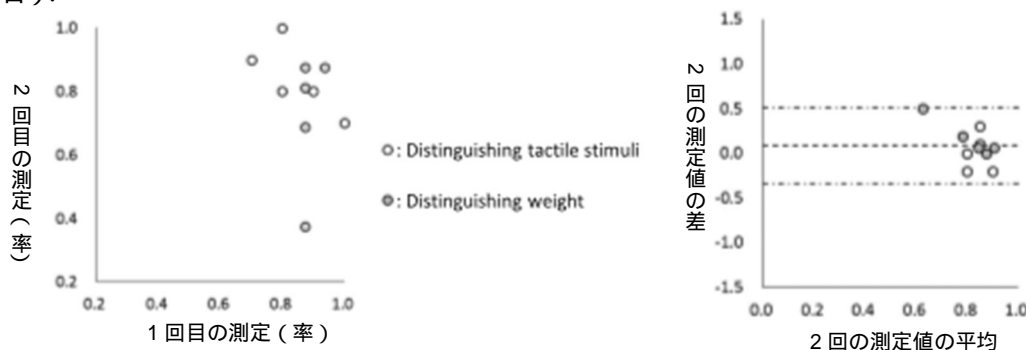 目）.
1.0
0.8
0.6
0.4
0.2
0.2 0.4 0.6 0.8 1.0
2回目の測定（率）
1回目の測定（率）
: Distinguishing tactile stimuli
: Distinguishing weight
1.5
1.0
0.5
0.0
-0.5
-1.0
-1.5
0.0 0.2 0.4 0.6 0.8 1.0
2回の測定値の差
2回の測定値の平均